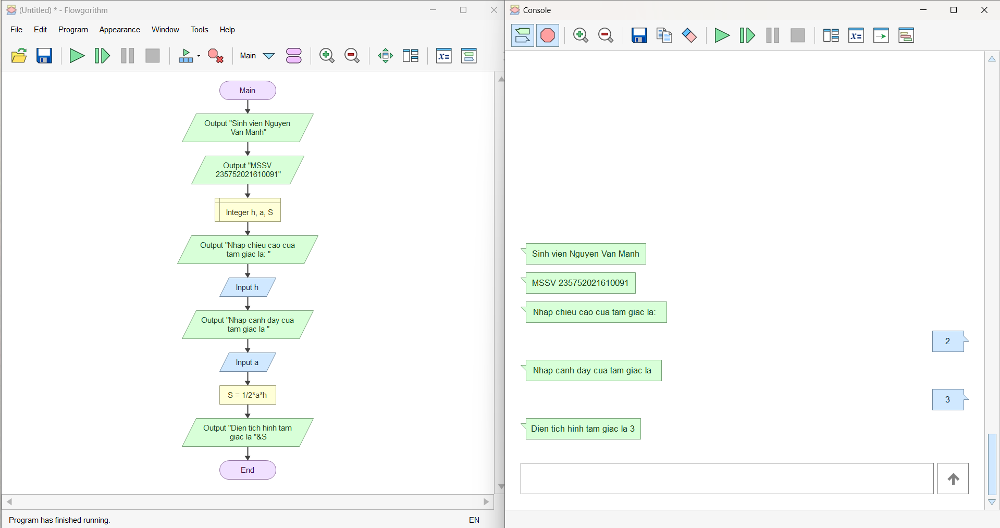 (Untitled) * - Flowgorithm
File Edit Program Appearance Window Tools Help
Main
x=
Main
Output "Sinh vien Nguyen
Van Manh"
Output "MSSV
235752021610091"
Integer h, a, S
Output "Nhap chieu cao cua
tam giac la: "
Input h
Output "Nhap canh day cua
tam giac la "
Input a
S = 1/2*a*h
Output "Dien tich hinh tam
giac la "&S
End
Program has finished running.
EN
Console
x=
Sinh vien Nguyen Van Manh
MSSV 235752021610091
Nhap chieu cao cua tam giac la:
2
Nhap canh day cua tam giac la
3
Dien tich hinh tam giac la 3